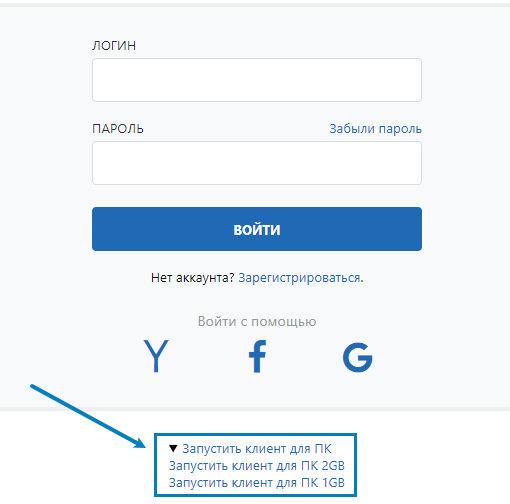 ЛОГИН
ПАРОЛЬ Забыли пароль
ВОЙТИ
Нет аккаунта? Зарегистрироваться.
Войти с помощью
▼ Запустить клиент для ПК
Запустить клиент для ПК 2GB
Запустить клиент для ПК 1GB